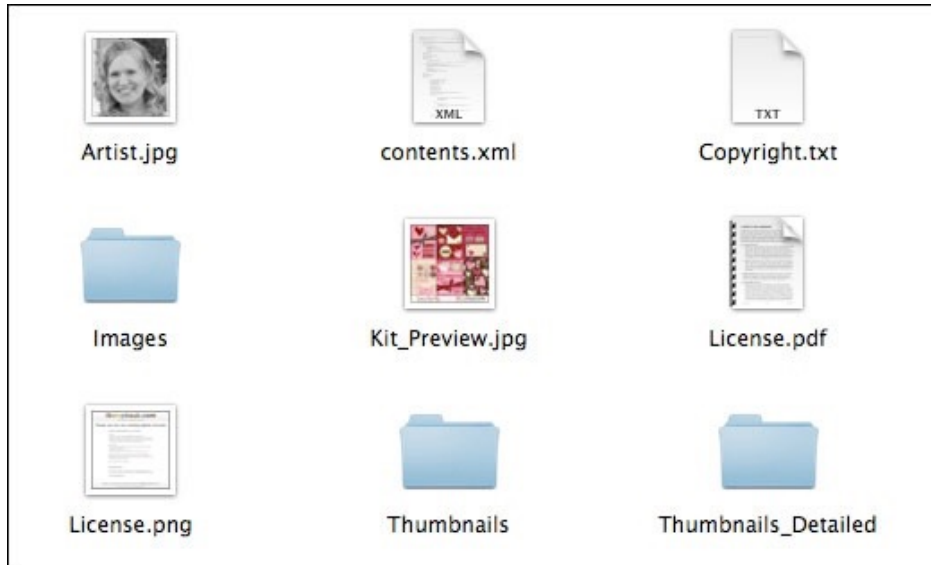 XML
TXT
Artist.jpg
contents.xml
Copyright.txt
Images
Kit_Preview.jpg
License.pdf
License.png
Thumbnails
Thumbnails_Detailed